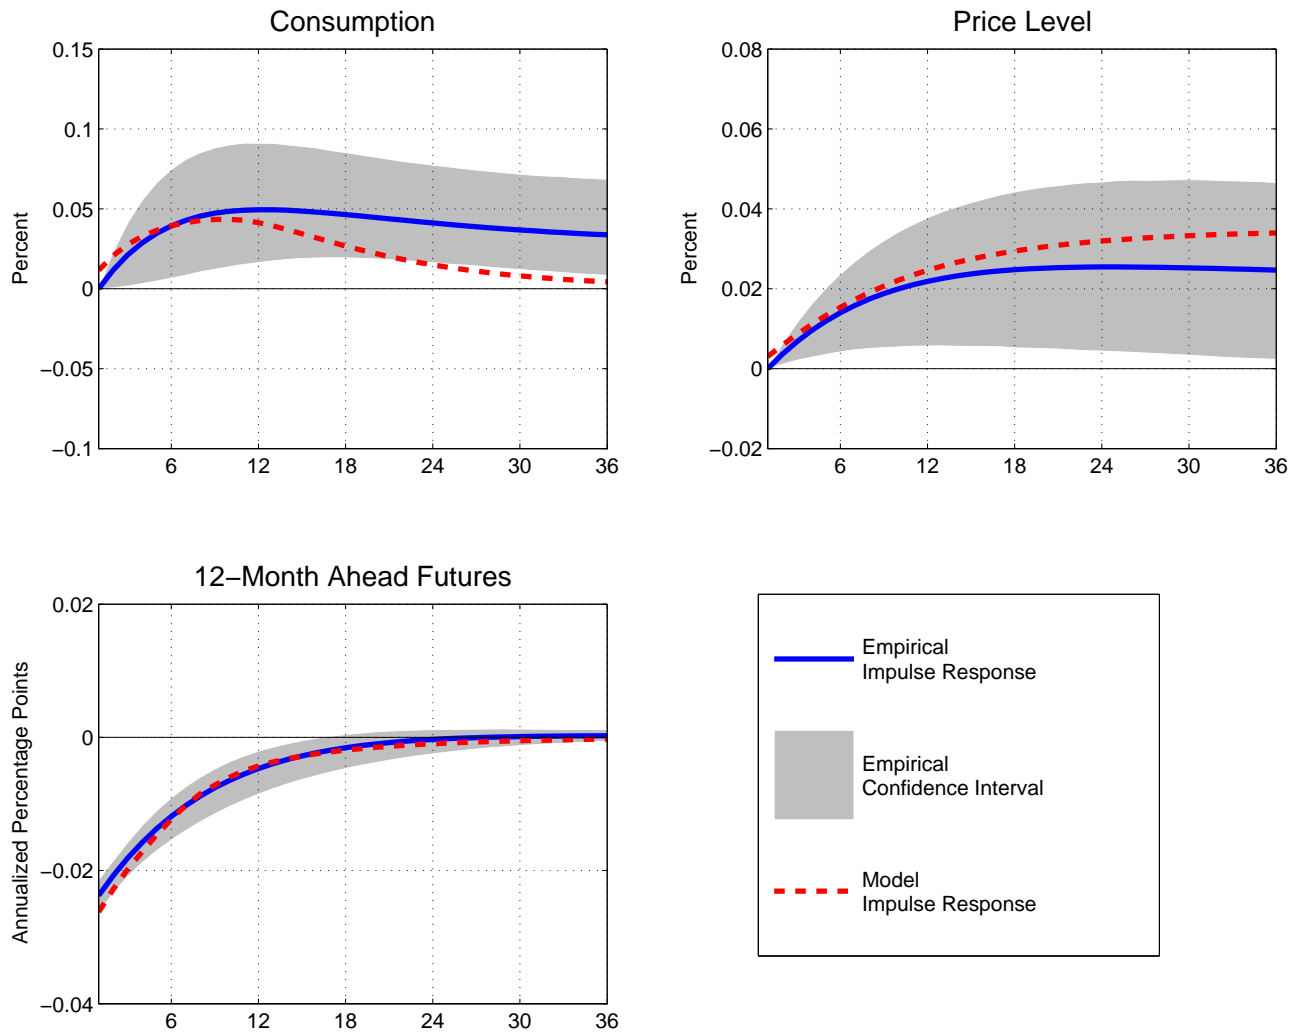 Consumption
Percent
0.15
0.1
0.05
0
−0.05
−0.1
6 12 18 24 30 36
Price Level
Percent
0.08
0.06
0.04
0.02
0
−0.02
6 12 18 24 30 36
12−Month Ahead Futures
Annualized Percentage Points
0.02
0
−0.02
−0.04
6 12 18 24 30 36
Empirical
Impulse Response
Empirical
Confidence Interval
Model
Impulse Response